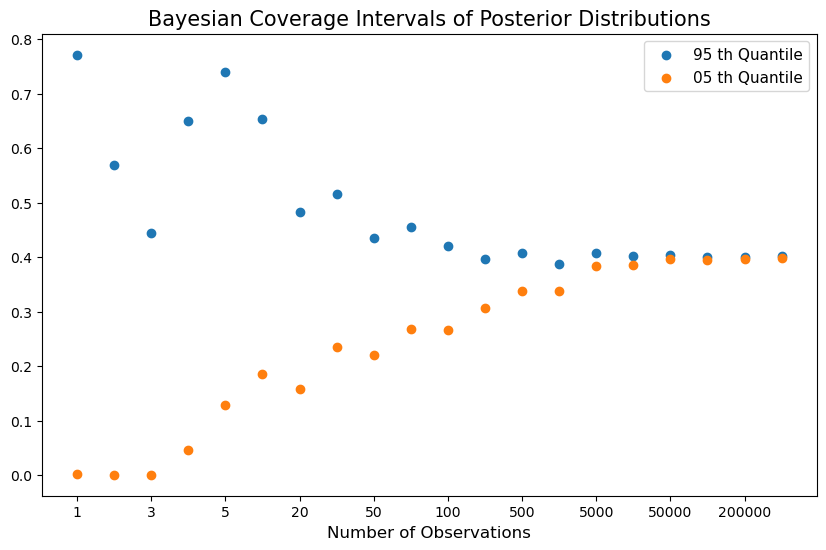 Bayesian Coverage Intervals of Posterior Distributions
95 th Quantile
05 th Quantile
0.8
0.7
0.6
0.5
0.4
0.3
0.2
0.1
0.0
1 3 5 20 50 100 500 5000 50000 200000
Number of Observations